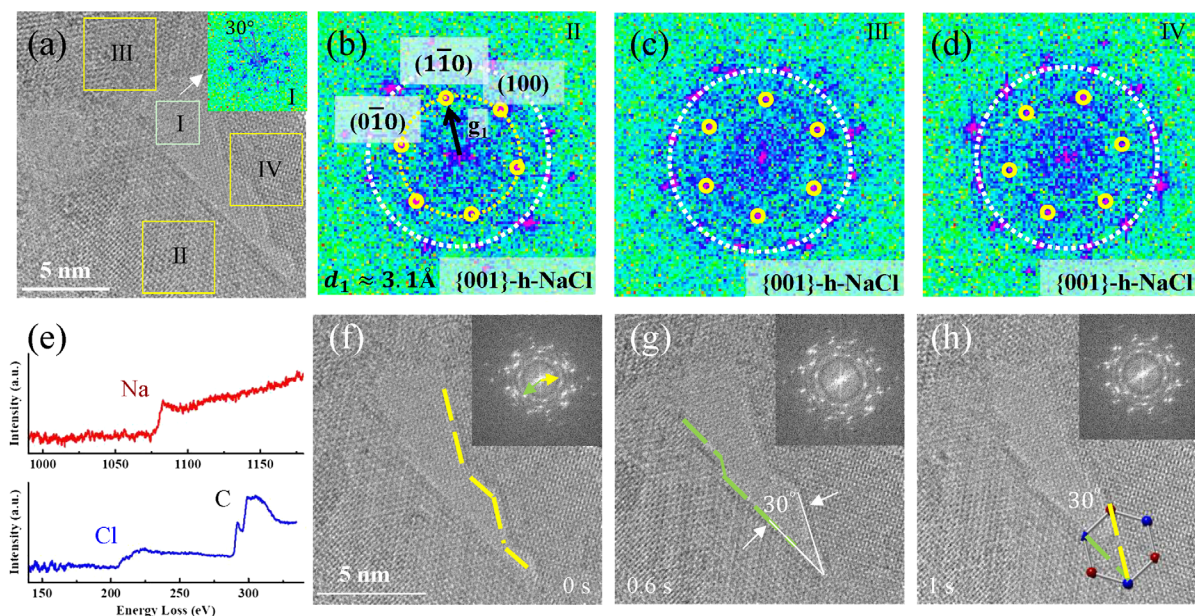 (a)
30°
III
I
I
IV
II
5 nm
(b)
II
(11̅0)
(100)
(01̅0)
g₁
d₁ ≈ 3.1Å
{001}-h-NaCl
(c)
III
{001}-h-NaCl
(d)
IV
{001}-h-NaCl
(e)
Intensity (a.u.)
Na
1000 1050 1100 1150
Intensity (a.u.)
Cl
C
150 200 250 300
Energy Loss (eV)
(f)
5 nm
0 s
(g)
30°
0.6 s
(h)
30°
1 s